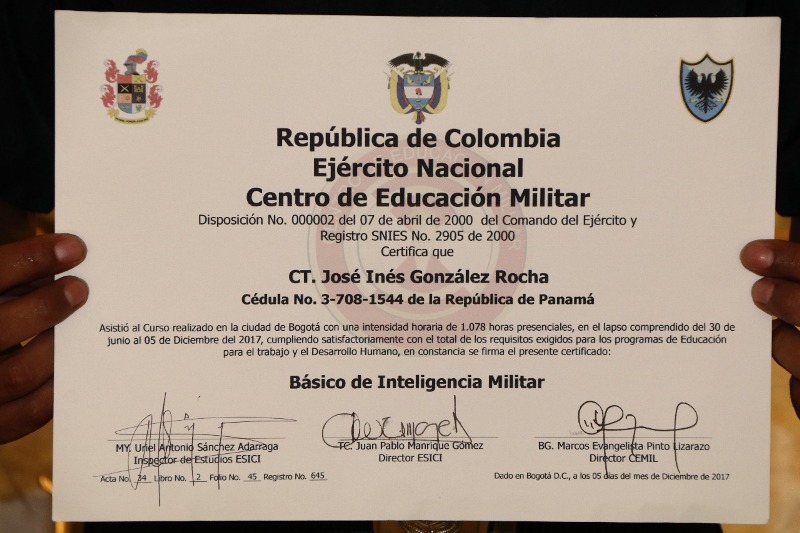 República de Colombia
Ejército Nacional
Centro de Educación Militar
Disposición No. 000002 del 07 de abril de 2000 del Comando del Ejército y
Registro SNIES No. 2905 de 2000
Certifica que
CT. José Inés González Rocha
Cédula No. 3-708-1544 de la República de Panamá
Asistió al Curso realizado en la ciudad de Bogotá con una intensidad horaria de 1.078 horas presenciales, en el lapso comprendido del 30 de
junio al 05 de Diciembre del 2017, cumpliendo satisfactoriamente con el total de los requisitos exigidos para los programas de Educación
para el trabajo y el Desarrollo Humano, en constancia se firma el presente certificado:
Básico de Inteligencia Militar
MY. Uriel Antonio Sánchez Adarraga
Inspector de Estudios ESICI
TC. Juan Pablo Manrique Gómez
Director ESICI
BG. Marcos Evangelista Pinto Lizarazo
Director CEMIL
Acta No. 34 Libro No. 2 Folio No. 45 Registro No. 645
Dado en Bogotá D.C., a los 05 días del mes de Diciembre de 2017